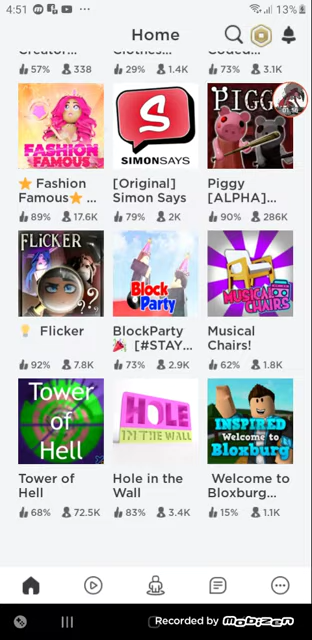 4:51
13%
Home
Creator...
Clothes...
Coded...
57% 338
29% 1.4K
73% 3.1K
FASHION
FAMOUS
S
SIMONSAYS
PIGGY
Fashion
Famous ...
[Original]
Simon Says
Piggy
[ALPHA]...
89% 17.6K
79% 2K
90% 286K
FLiCKER
??
Block
Party
MUSICAL
CHAIRS
Flicker
BlockParty
[#STAY...
Musical
Chairs!
92% 7.8K
73% 2.9K
62% 1.8K
Tower
of
Hell
HOLE
IN THE WALL
INSPIRED
Welcome to
Bloxburg
Tower of
Hell
Hole in the
Wall
Welcome to
Bloxburg...
68% 72.5K
83% 3.4K
15% 1.1K
Recorded by Mobizen